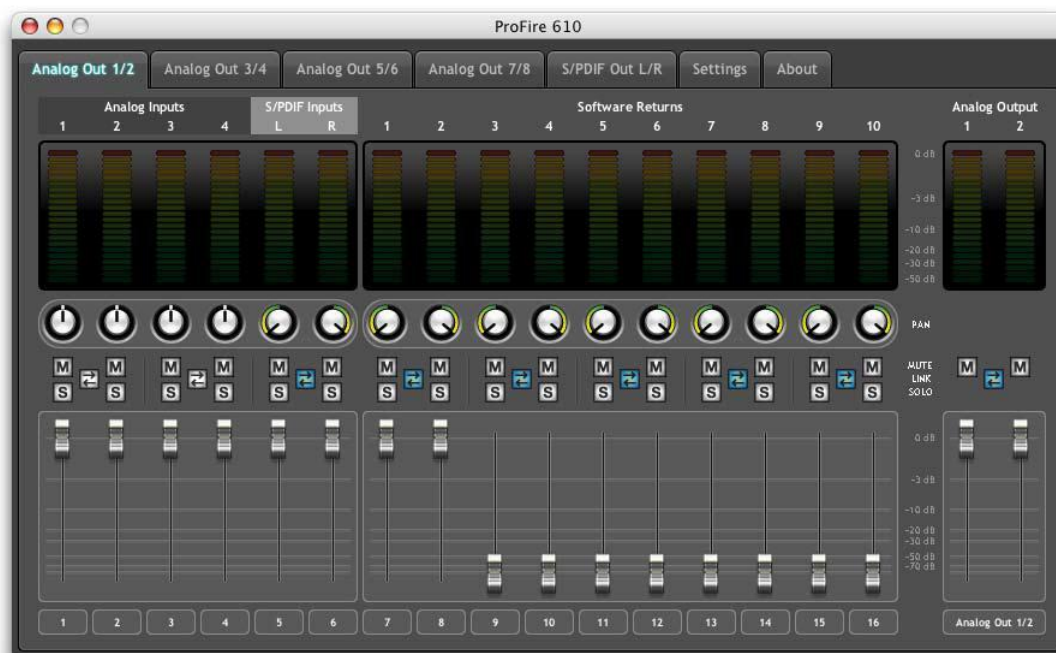 ProFire 610
Analog Out 1/2 Analog Out 3/4 Analog Out 5/6 Analog Out 7/8 S/PDIF Out L/R Settings About
Analog Inputs S/PDIF Inputs Software Returns Analog Output
1 2 3 4 L R 1 2 3 4 5 6 7 8 9 10 1 2
0 dB
-3 dB
-10 dB
-20 dB
-30 dB
-50 dB
PAN
M M M M M M M M M M M M M M M M MUTE M M
LINK
S S S S S S S S S S S S S S S S SOLO
0 dB
-3 dB
-10 dB
-20 dB
-30 dB
-50 dB
-70 dB
1 2 3 4 5 6 7 8 9 10 11 12 13 14 15 16 Analog Out 1/2